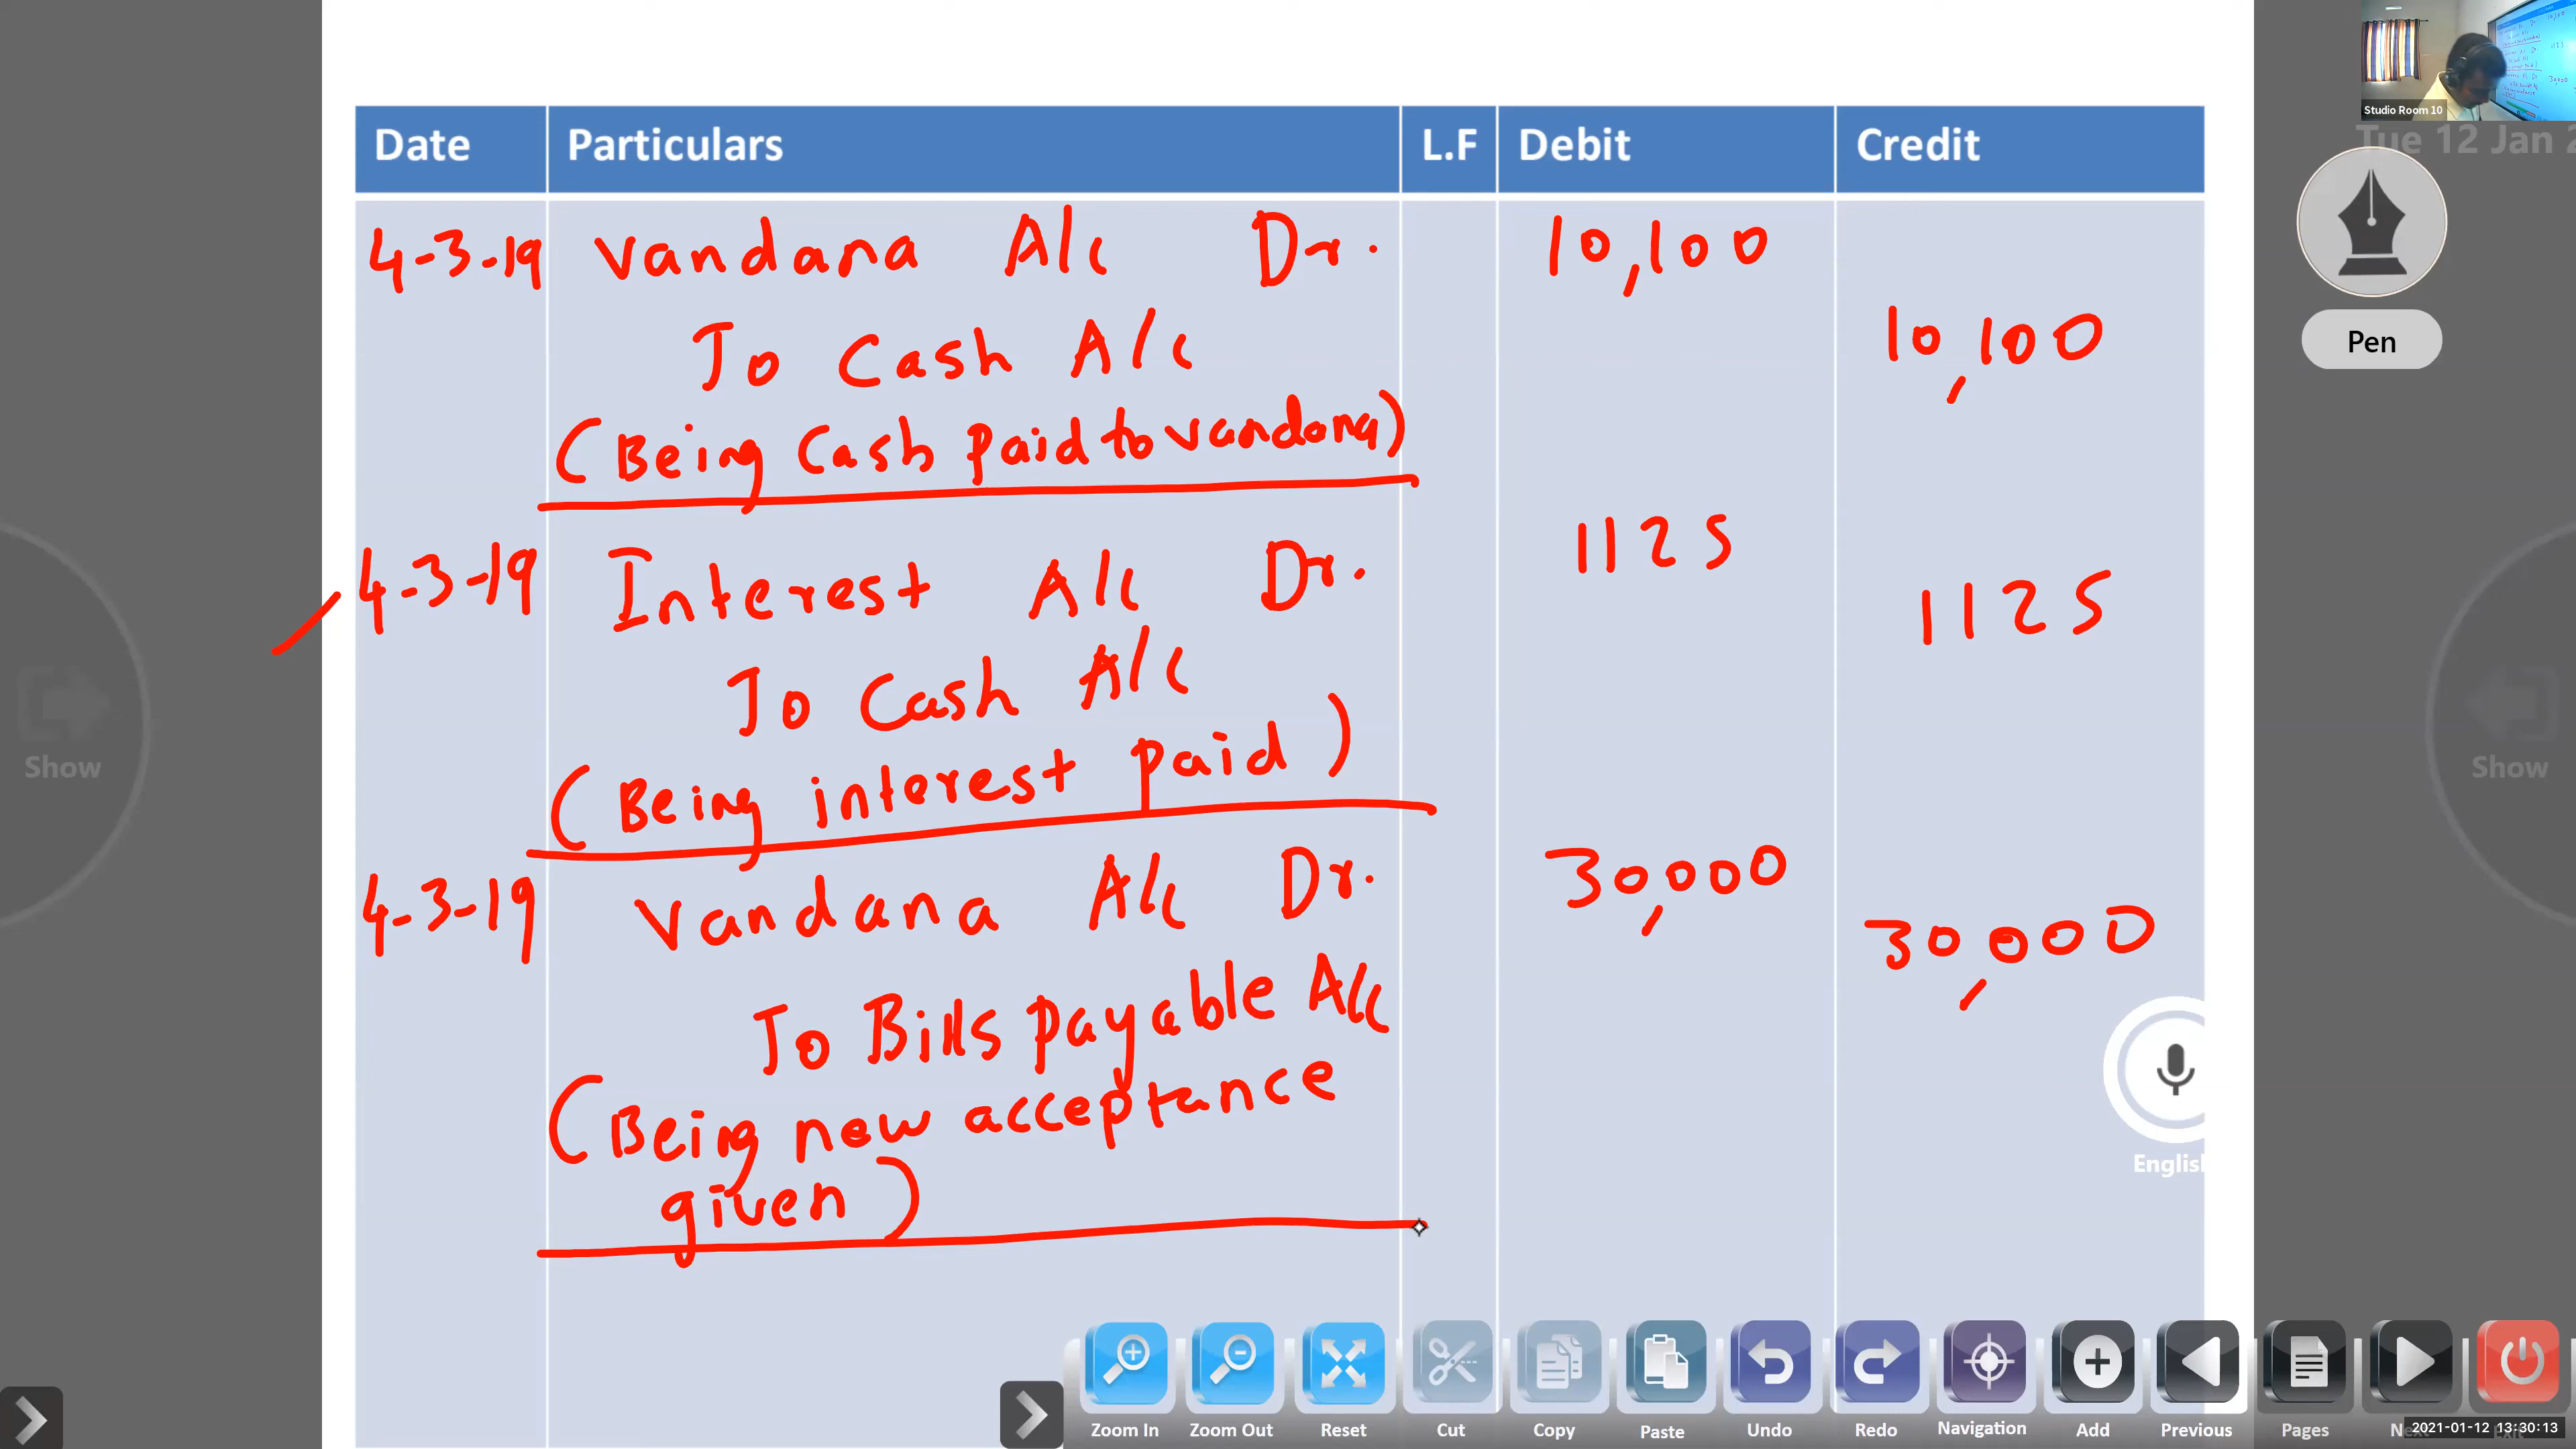 Studio Room 10
Tue 12 Jan 2
Date Particulars L.F Debit Credit
4-3-19 Vandana A/c Dr. 10,100
To Cash A/c 10,100
(Being Cash paid to vandana)
4-3-19 Interest A/c Dr. 1125
To Cash A/c 1125
(Being interest paid)
4-3-19 Vandana A/c Dr. 30,000
To Bills payable A/c 30,000
(Being new acceptance
given)
Pen
Show
Show
English
Zoom In Zoom Out Reset Cut Copy Paste Undo Redo Navigation Add Previous Pages
2021-01-12 13:30:13